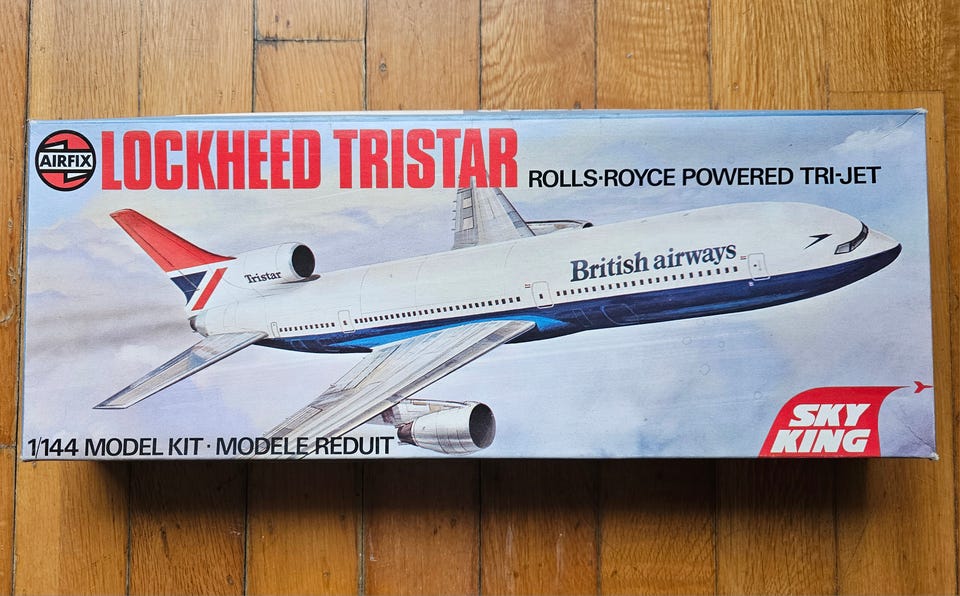 AIRFIX
LOCKHEED TRISTAR
ROLLS·ROYCE POWERED TRI-JET
Tristar
British airways
1/144 MODEL KIT · MODELE REDUIT
SKY
KING